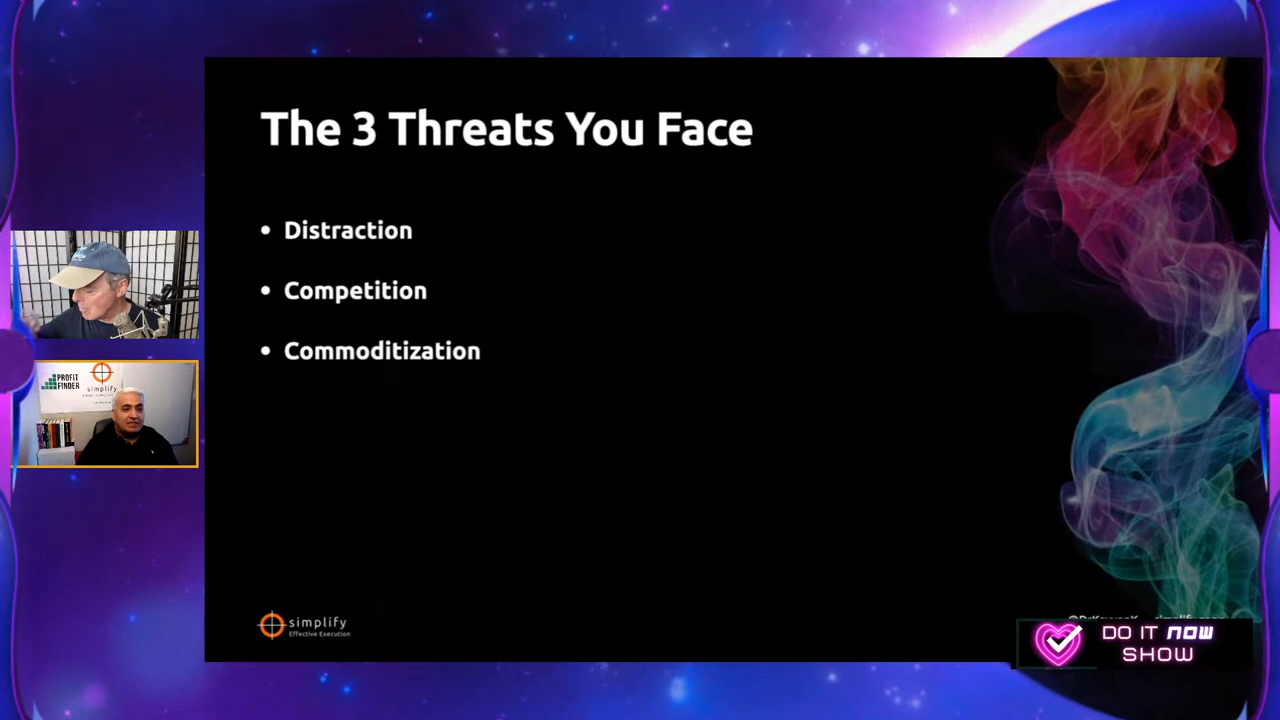 The 3 Threats You Face
• Distraction
• Competition
• Commoditization
PROFIT
FINDER
simplify
simplify
Effective Execution
DO IT NOW
SHOW